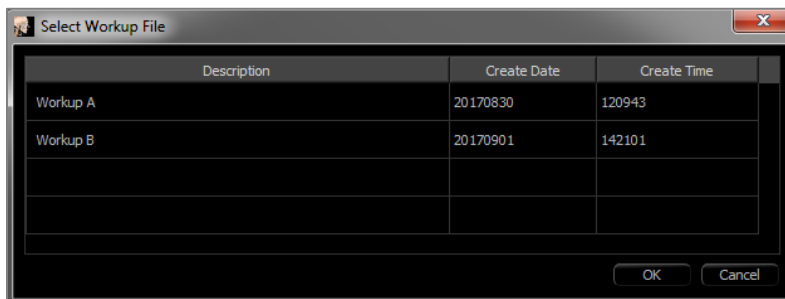 Select Workup File
x
Description Create Date Create Time
Workup A 20170830 120943
Workup B 20170901 142101
OK Cancel